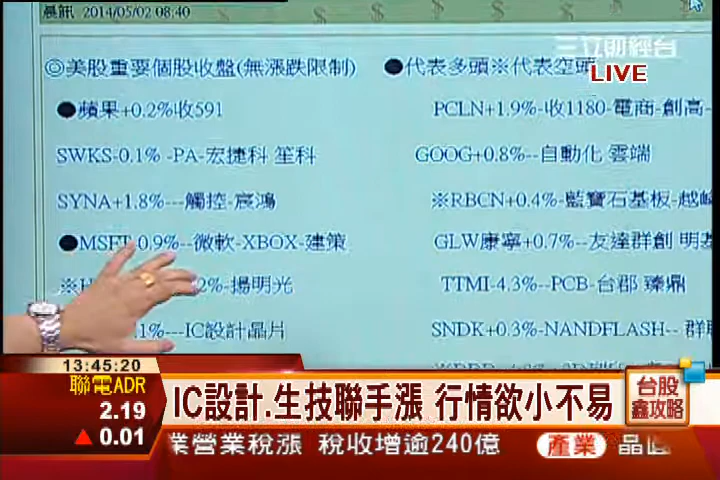 晨訊 2014/05/02 08:40
三立財經台
LIVE
◎美股重要個股收盤(無漲跌限制)
●代表多頭※代表空頭
●蘋果+0.2%收591
PCLN+1.9%-收1180-電商-創高-
SWKS-0.1% -PA-宏捷科 笙科
GOOG+0.8%--自動化 雲端
SYNA+1.8%---觸控-宸鴻
※RBCN+0.4%-藍寶石基板-越峰
●MSFT-0.9%--微軟-XBOX-建策
GLW康寧+0.7%--友達群創 明基
2%-揚明光
TTMI-4.3%--PCB-台郡 臻鼎
.1%---IC設計晶片
SNDK+0.3%-NANDFLASH-- 群聯
13:45:20
聯電ADR
2.19
▲0.01
IC設計.生技聯手漲 行情欲小不易
台股
鑫攻略
業營業稅漲 稅收增逾240億
產業